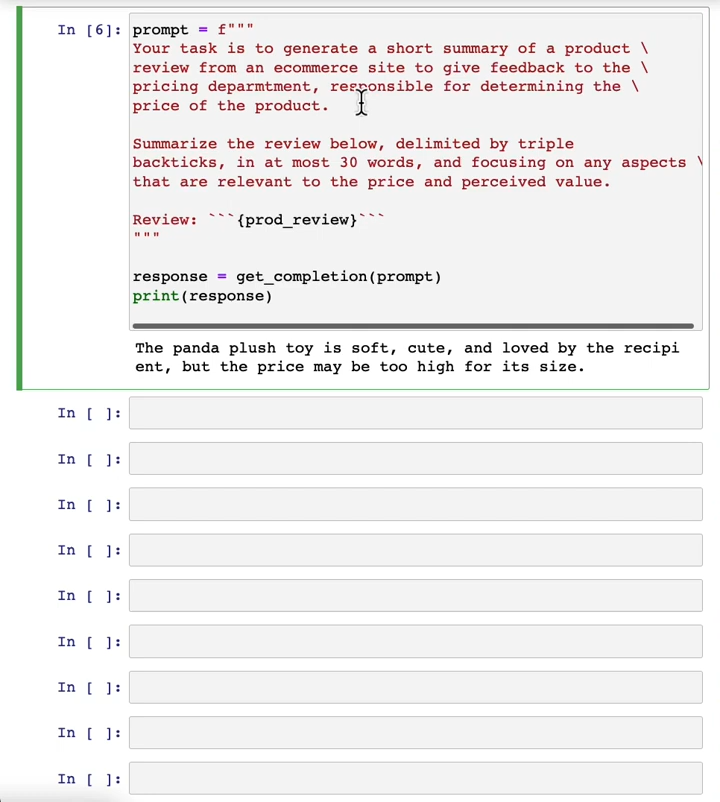 In [6]: prompt = f"""
Your task is to generate a short summary of a product \
review from an ecommerce site to give feedback to the \
pricing deparmtment, responsible for determining the \
price of the product.
Summarize the review below, delimited by triple
backticks, in at most 30 words, and focusing on any aspects \
that are relevant to the price and perceived value.
Review: ```{prod_review}```
"""
response = get_completion(prompt)
print(response)
The panda plush toy is soft, cute, and loved by the recipi
ent, but the price may be too high for its size.
In [ ]:
In [ ]:
In [ ]:
In [ ]:
In [ ]:
In [ ]:
In [ ]:
In [ ]:
In [ ]: